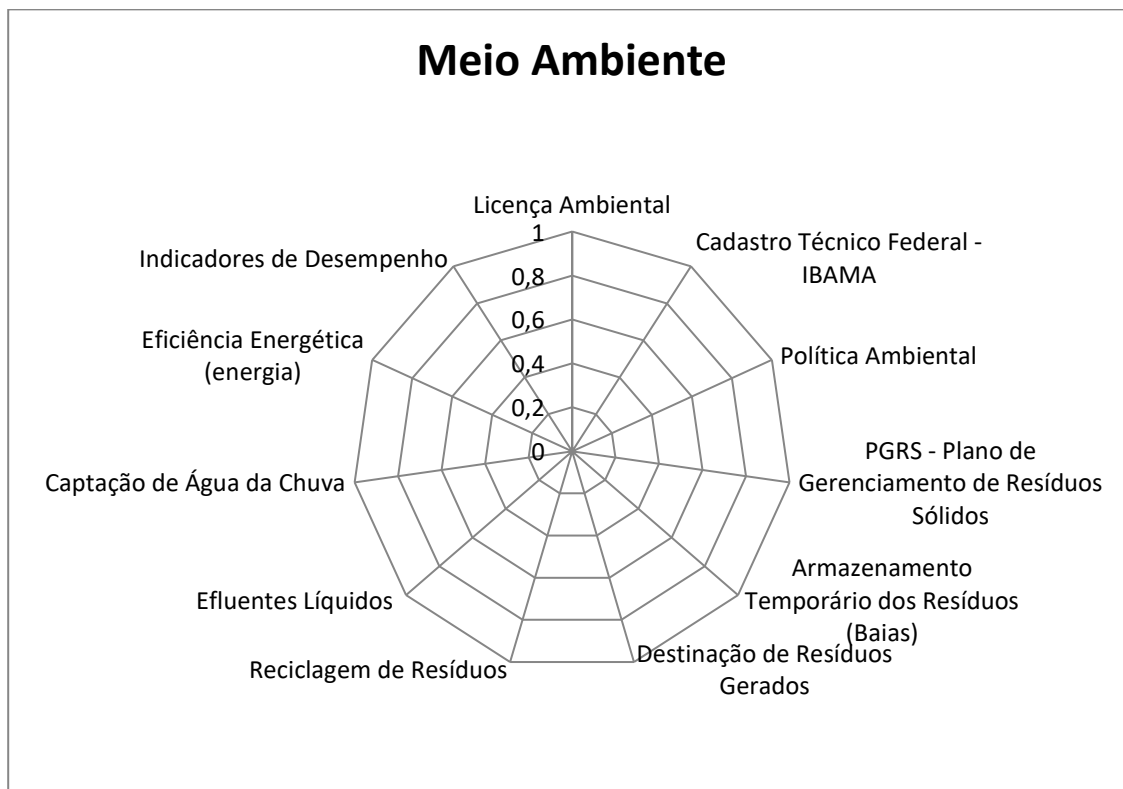 Meio Ambiente
Licença Ambiental
Cadastro Técnico Federal -
IBAMA
Política Ambiental
PGRS - Plano de
Gerenciamento de Resíduos
Sólidos
Armazenamento
Temporário dos Resíduos
(Baias)
Destinação de Resíduos
Gerados
Reciclagem de Resíduos
Efluentes Líquidos
Captação de Água da Chuva
Eficiência Energética
(energia)
Indicadores de Desempenho
1
0,8
0,6
0,4
0,2
0